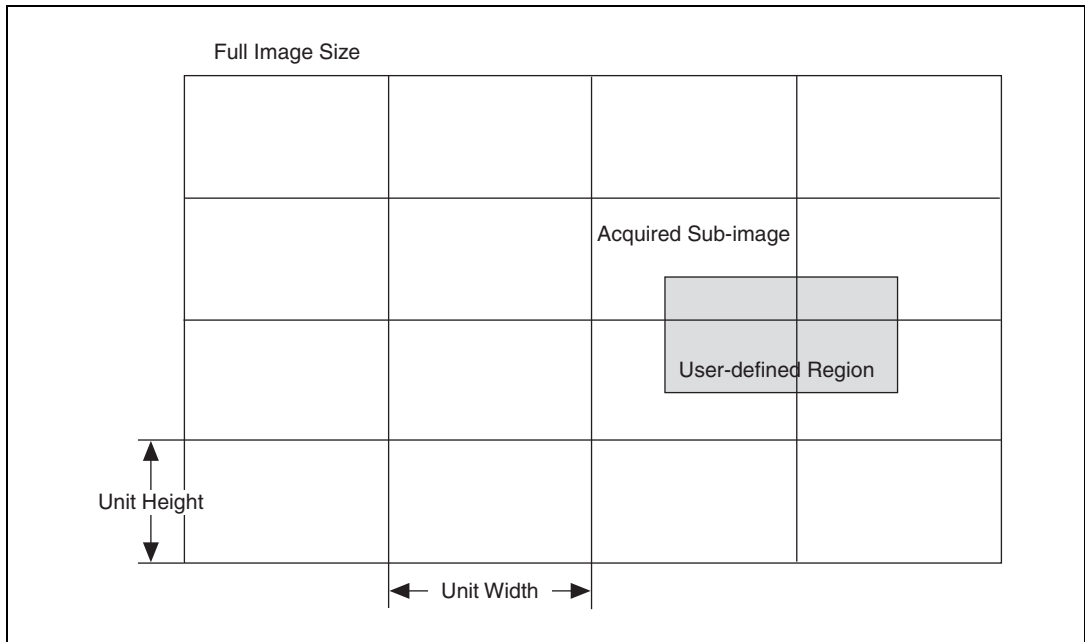 Full Image Size
Acquired Sub-image
User-defined Region
Unit Height
Unit Width